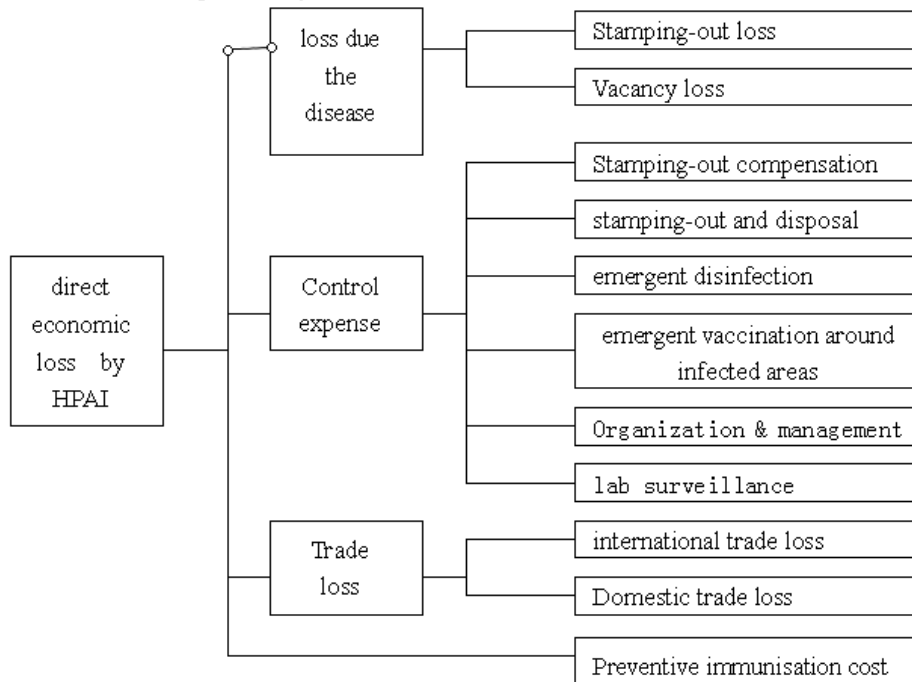 loss due
the
disease
Stamping-out loss
Vacancy loss
Stamping-out compensation
stamping-out and disposal
emergent disinfection
emergent vaccination around
infected areas
Organization & management
lab surveillance
direct
economic
loss by
HPAI
Control
expense
Trade
loss
international trade loss
Domestic trade loss
Preventive immunisation cost